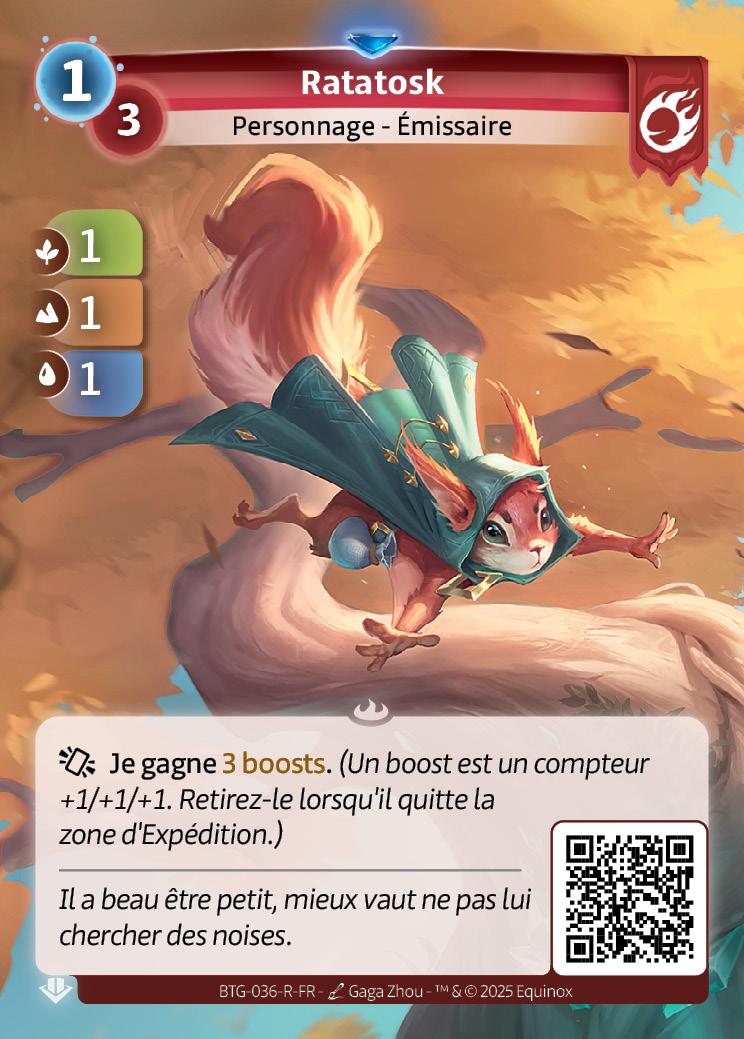 1
Ratatosk
3
Personnage - Émissaire
1
1
1
Je gagne 3 boosts. (Un boost est un compteur
+1/+1/+1. Retirez-le lorsqu'il quitte la
zone d'Expédition.)
Il a beau être petit, mieux vaut ne pas lui
chercher des noises.
BTG-036-R-FR - Gaga Zhou - ™ & © 2025 Equinox